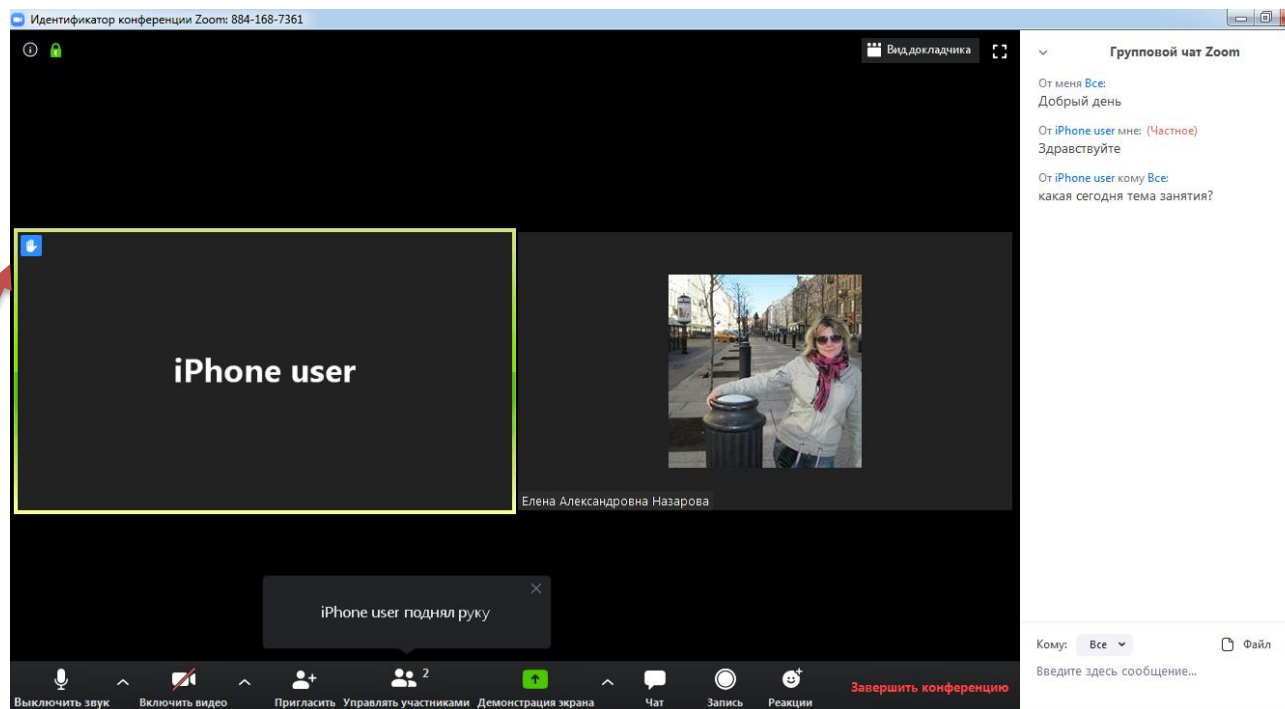 Идентификатор конференции Zoom: 884-168-7361
Вид докладчика
Групповой чат Zoom
От меня Все:
Добрый день
От iPhone user мне: (Частное)
Здравствуйте
От iPhone user кому Все:
какая сегодня тема занятия?
iPhone user
Елена Александровна Назарова
iPhone user поднял руку
Кому: Все
Файл
Введите здесь сообщение...
2
Выключить звук
Включить видео
Пригласить
Управлять участниками
Демонстрация экрана
Чат
Запись
Реакции
Завершить конференцию